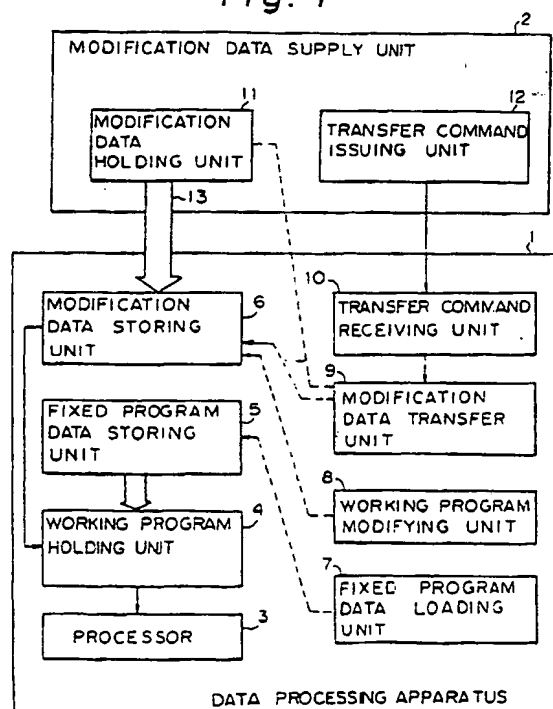 Fig. 1
2
MODIFICATION DATA SUPPLY UNIT
11
MODIFICATION
DATA
HOLDING UNIT
12
TRANSFER COMMAND
ISSUING UNIT
13
1
MODIFICATION
DATA STORING
UNIT
6
10
TRANSFER COMMAND
RECEIVING UNIT
9
MODIFICATION
DATA TRANSFER
UNIT
FIXED PROGRAM
DATA STORING
UNIT
5
8
WORKING PROGRAM
MODIFYING UNIT
WORKING PROGRAM
HOLDING UNIT
4
7
FIXED PROGRAM
DATA LOADING
UNIT
PROCESSOR
3
DATA PROCESSING APPARATUS